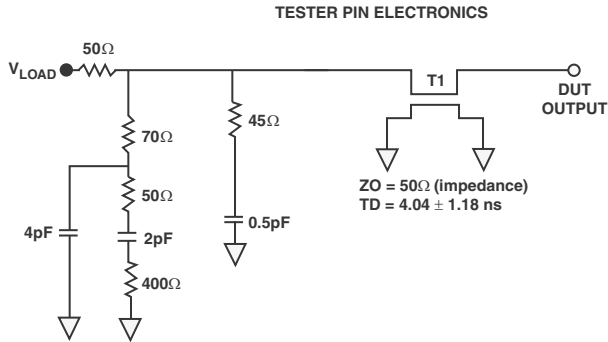 TESTER PIN ELECTRONICS
50Ω
VLOAD
T1
DUT
OUTPUT
70Ω
45Ω
50Ω
ZO = 50Ω (impedance)
TD = 4.04 ± 1.18 ns
4pF
2pF
0.5pF
400Ω